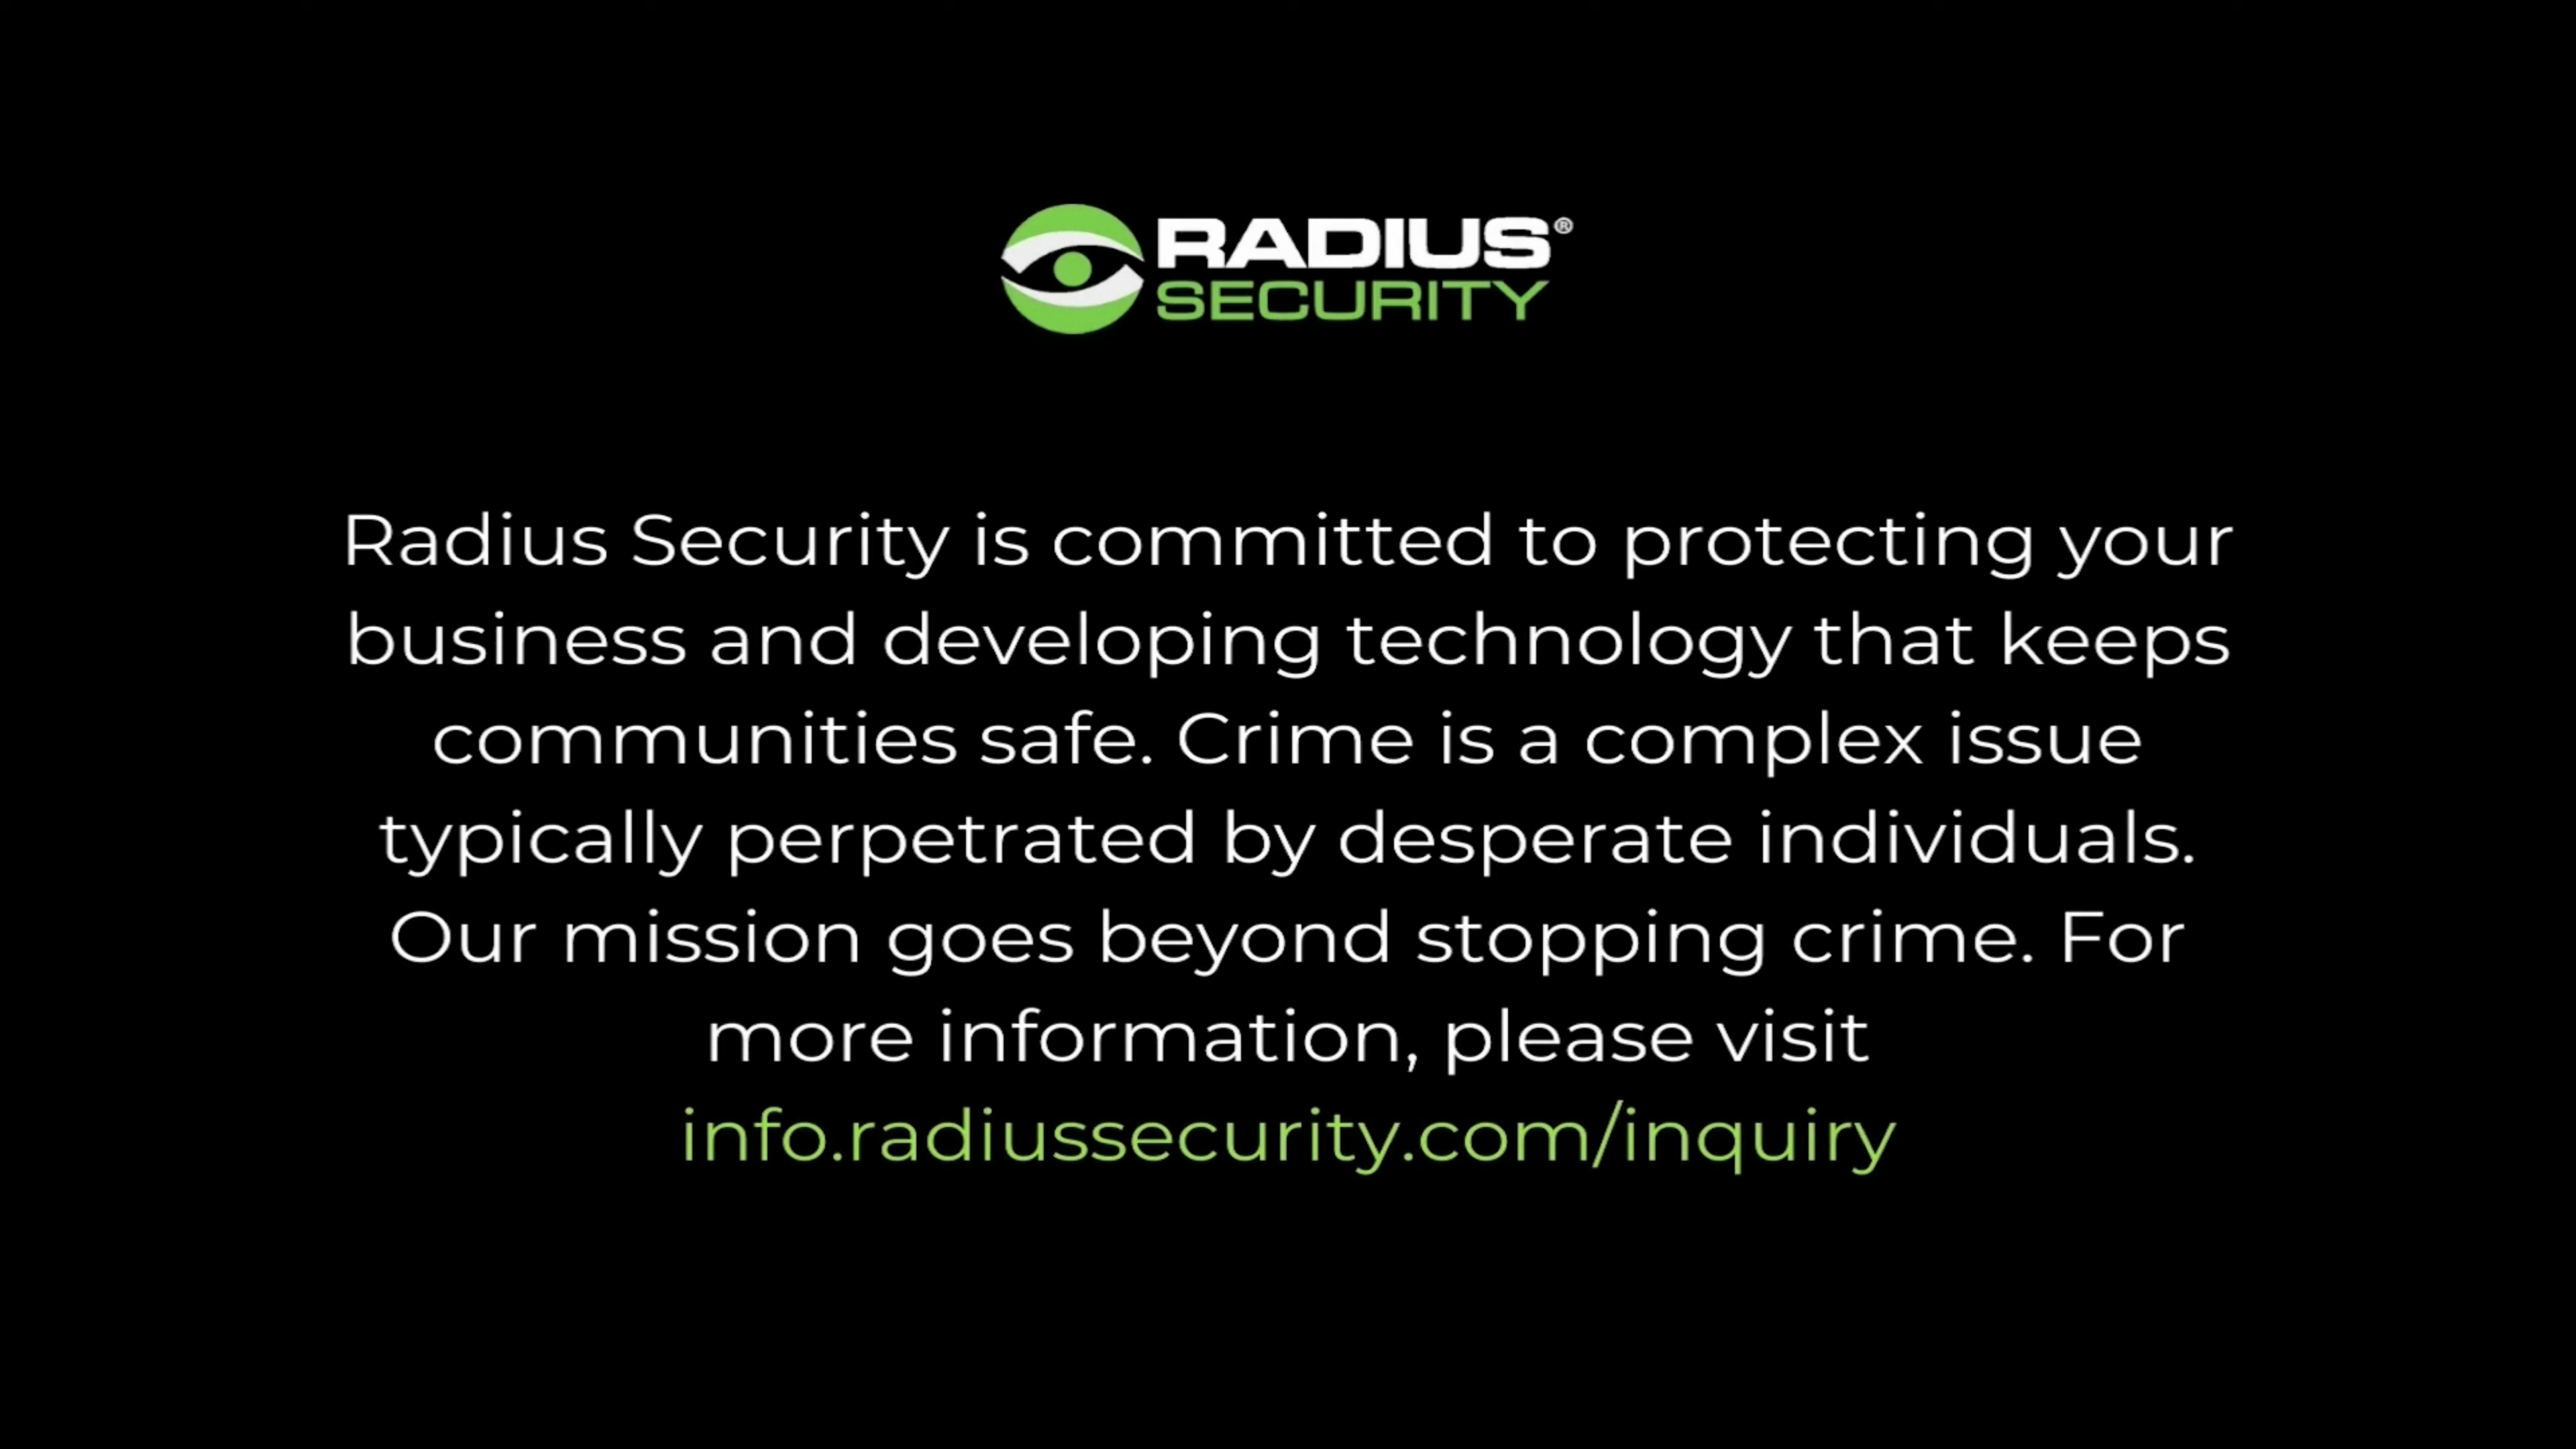 RADIUS®
SECURITY
Radius Security is committed to protecting your
business and developing technology that keeps
communities safe. Crime is a complex issue
typically perpetrated by desperate individuals.
Our mission goes beyond stopping crime. For
more information, please visit
info.radiussecurity.com/inquiry